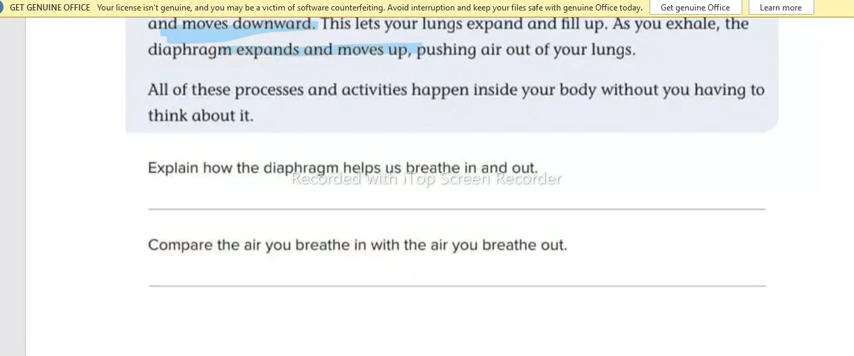 GET GENUINE OFFICE Your license isn't genuine, and you may be a victim of software counterfeiting. Avoid interruption and keep your files safe with genuine Office today. Get genuine Office Learn more
and moves downward. This lets your lungs expand and fill up. As you exhale, the
diaphragm expands and moves up, pushing air out of your lungs.
All of these processes and activities happen inside your body without you having to
think about it.
Explain how the diaphragm helps us breathe in and out.
Recorded with iTop Screen Recorder
Compare the air you breathe in with the air you breathe out.